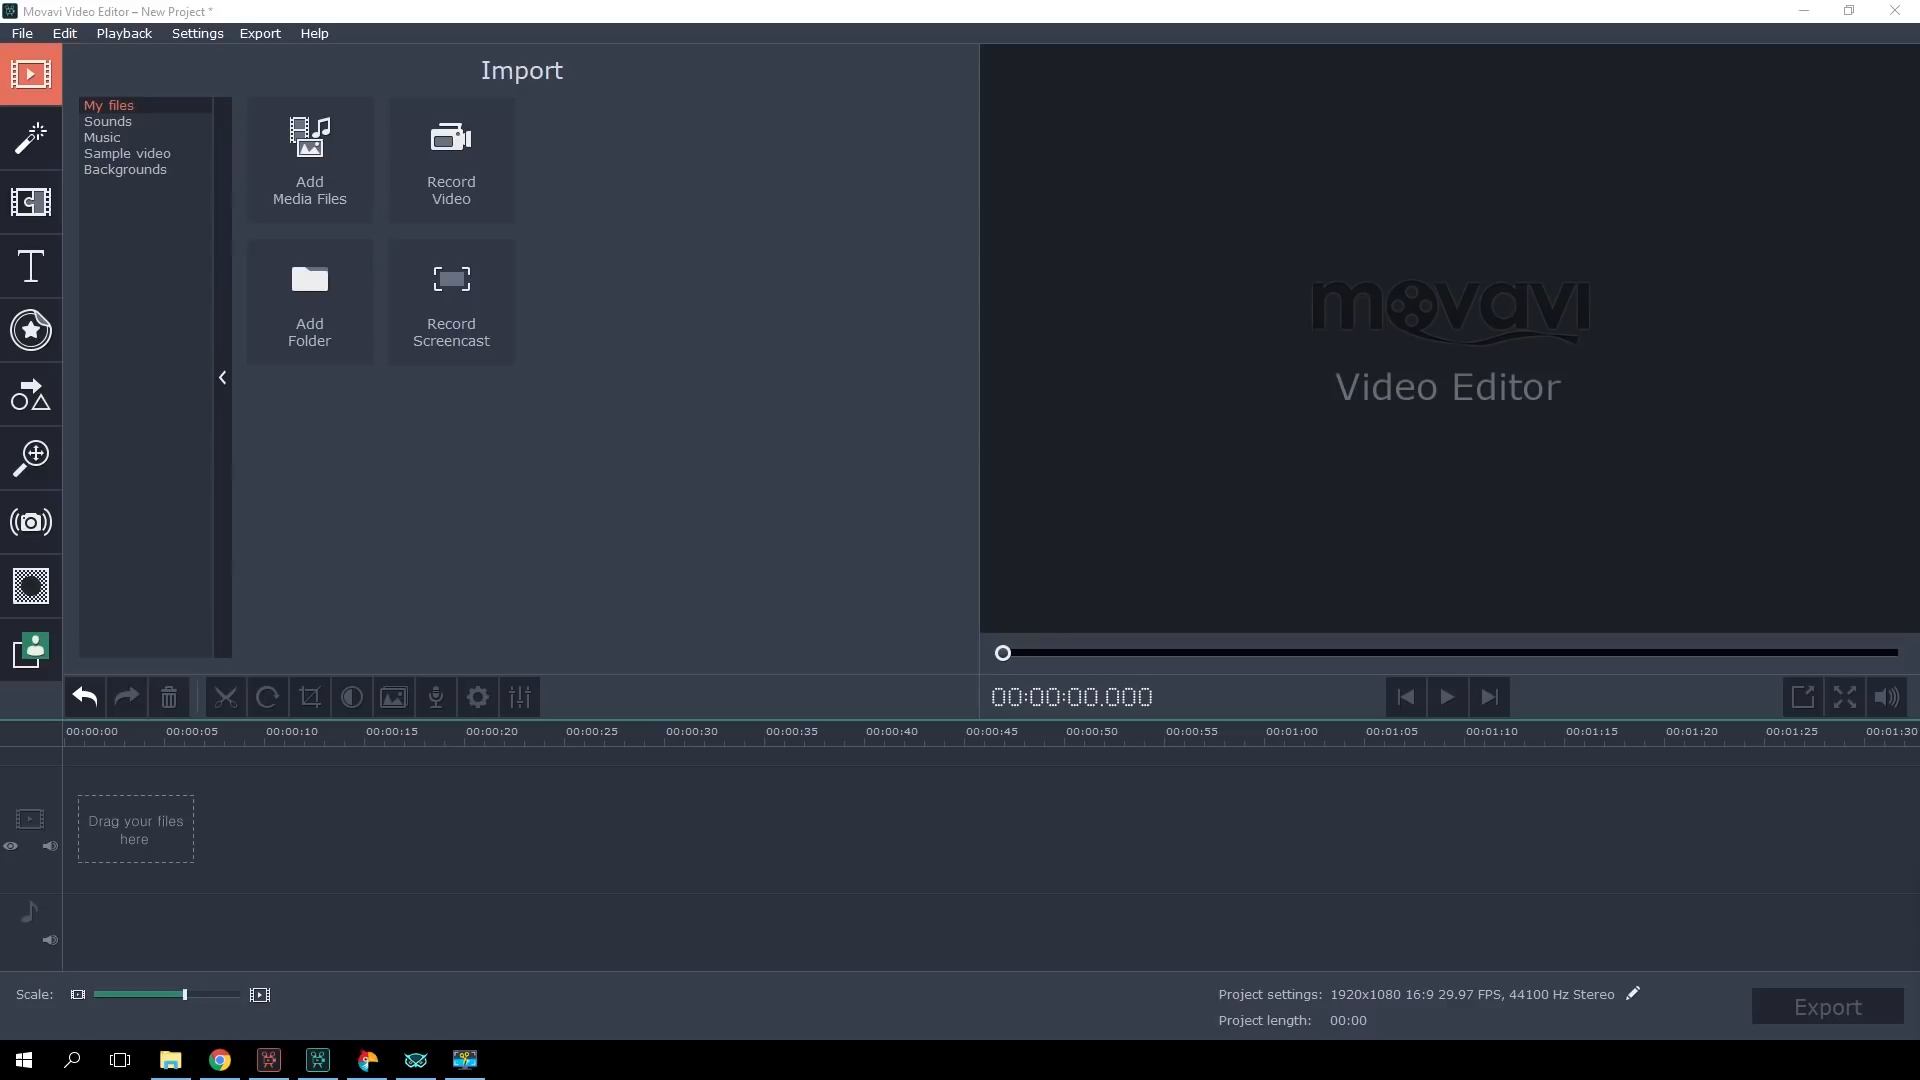 Movavi Video Editor – New Project *
File Edit Playback Settings Export Help
Import
My files
Sounds
Music
Sample video
Backgrounds
Add
Media Files
Record
Video
Add
Folder
Record
Screencast
movavi
Video Editor
00:00:00.000
00:00:00 00:00:05 00:00:10 00:00:15 00:00:20 00:00:25 00:00:30 00:00:35 00:00:40 00:00:45 00:00:50 00:00:55 00:01:00 00:01:05 00:01:10 00:01:15 00:01:20 00:01:25 00:01:30
Drag your files
here
Scale:
Project settings: 1920x1080 16:9 29.97 FPS, 44100 Hz Stereo
Project length: 00:00
Export